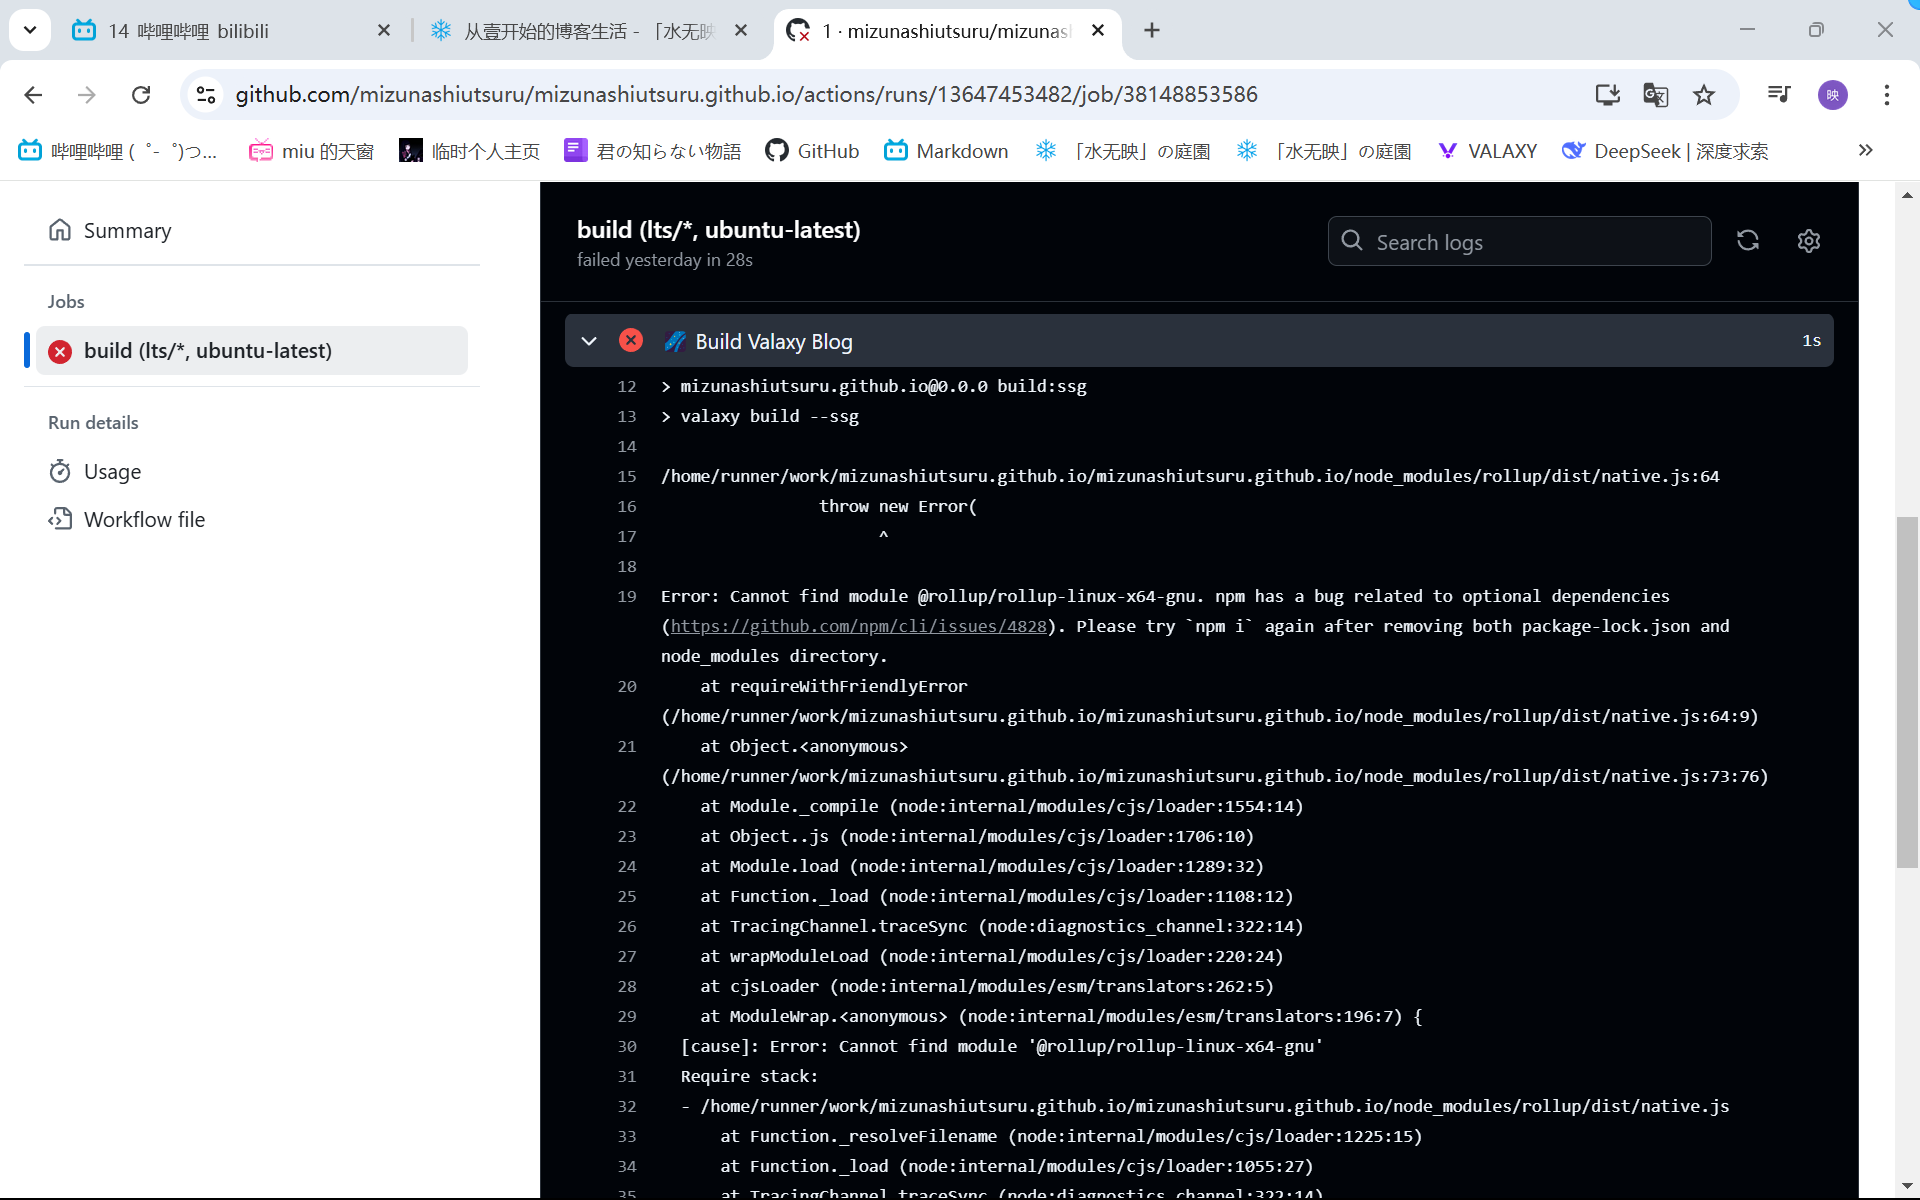 14 哔哩哔哩 bilibili
从壹开始的博客生活 - 「水无映
1 · mizunashiutsuru/mizunas
github.com/mizunashiutsuru/mizunashiutsuru.github.io/actions/runs/13647453482/job/38148853586
映
哔哩哔哩 (゜-゜)つ...
miu 的天窗
临时个人主页
君の知らない物語
GitHub
Markdown
「水无映」の庭園
「水无映」の庭園
VALAXY
DeepSeek | 深度求索
Summary
Jobs
build (lts/*, ubuntu-latest)
Run details
Usage
Workflow file
build (lts/*, ubuntu-latest)
failed yesterday in 28s
Search logs
Build Valaxy Blog
1s
12 > mizunashiutsuru.github.io@0.0.0 build:ssg
13 > valaxy build --ssg
14
15 /home/runner/work/mizunashiutsuru.github.io/mizunashiutsuru.github.io/node_modules/rollup/dist/native.js:64
16 throw new Error(
17 ^
18
19 Error: Cannot find module @rollup/rollup-linux-x64-gnu. npm has a bug related to optional dependencies
(https://github.com/npm/cli/issues/4828). Please try `npm i` again after removing both package-lock.json and
node_modules directory.
20 at requireWithFriendlyError
(/home/runner/work/mizunashiutsuru.github.io/mizunashiutsuru.github.io/node_modules/rollup/dist/native.js:64:9)
21 at Object.<anonymous>
(/home/runner/work/mizunashiutsuru.github.io/mizunashiutsuru.github.io/node_modules/rollup/dist/native.js:73:76)
22 at Module._compile (node:internal/modules/cjs/loader:1554:14)
23 at Object..js (node:internal/modules/cjs/loader:1706:10)
24 at Module.load (node:internal/modules/cjs/loader:1289:32)
25 at Function._load (node:internal/modules/cjs/loader:1108:12)
26 at TracingChannel.traceSync (node:diagnostics_channel:322:14)
27 at wrapModuleLoad (node:internal/modules/cjs/loader:220:24)
28 at cjsLoader (node:internal/modules/esm/translators:262:5)
29 at ModuleWrap.<anonymous> (node:internal/modules/esm/translators:196:7) {
30 [cause]: Error: Cannot find module '@rollup/rollup-linux-x64-gnu'
31 Require stack:
32 - /home/runner/work/mizunashiutsuru.github.io/mizunashiutsuru.github.io/node_modules/rollup/dist/native.js
33 at Function._resolveFilename (node:internal/modules/cjs/loader:1225:15)
34 at Function._load (node:internal/modules/cjs/loader:1055:27)
35 at TracingChannel.traceSync (node:diagnostics_channel:322:14)